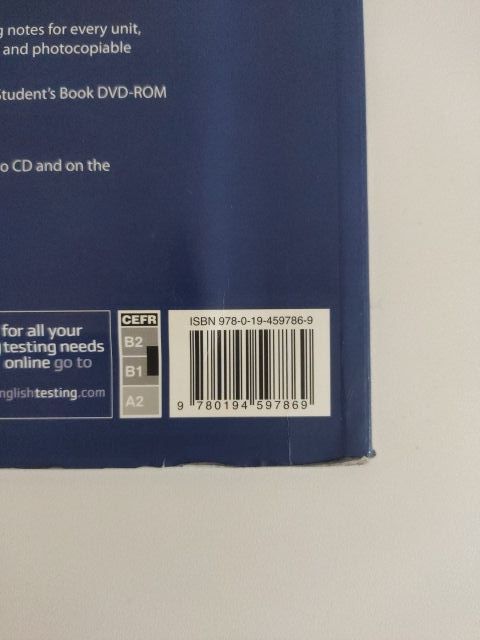 g notes for every unit,
and photocopiable
Student's Book DVD-ROM
o CD and on the
for all your
testing needs
online go to
nglishtesting.com
CEFR
B2
B1
A2
ISBN 978-0-19-459786-9
9 780194 597869